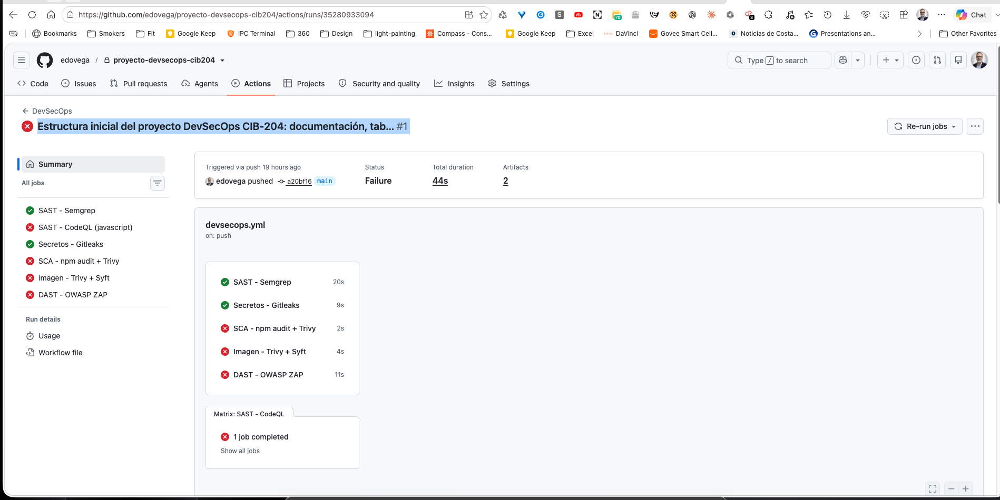 https://github.com/edovega/proyecto-devsecops-cib204/actions/runs/35280933094
S
N
70
3
Chat
Bookmarks
Smokers
Fit
Google Keep
IPC Terminal
360
Design
light-painting
Compass - Cons...
Google Keep
Excel
DaVinci
Govee Smart Ceil...
Noticias de Costa...
Presentations an...
Other Favorites
edovega / proyecto-devsecops-cib204
Type / to search
Code
Issues
Pull requests
Agents
Actions
Projects
Security and quality
Insights
Settings
DevSecOps
Estructura inicial del proyecto DevSecOps CIB-204: documentación, tab... #1
Re-run jobs
Summary
All jobs
SAST - Semgrep
SAST - CodeQL (javascript)
Secretos - Gitleaks
SCA - npm audit + Trivy
Imagen - Trivy + Syft
DAST - OWASP ZAP
Run details
Usage
Workflow file
Triggered via push 19 hours ago
edovega pushed a20bf16 main
Status
Failure
Total duration
44s
Artifacts
2
devsecops.yml
on: push
SAST - Semgrep 20s
Secretos - Gitleaks 9s
SCA - npm audit + Trivy 2s
Imagen - Trivy + Syft 4s
DAST - OWASP ZAP 11s
Matrix: SAST - CodeQL
1 job completed
Show all jobs